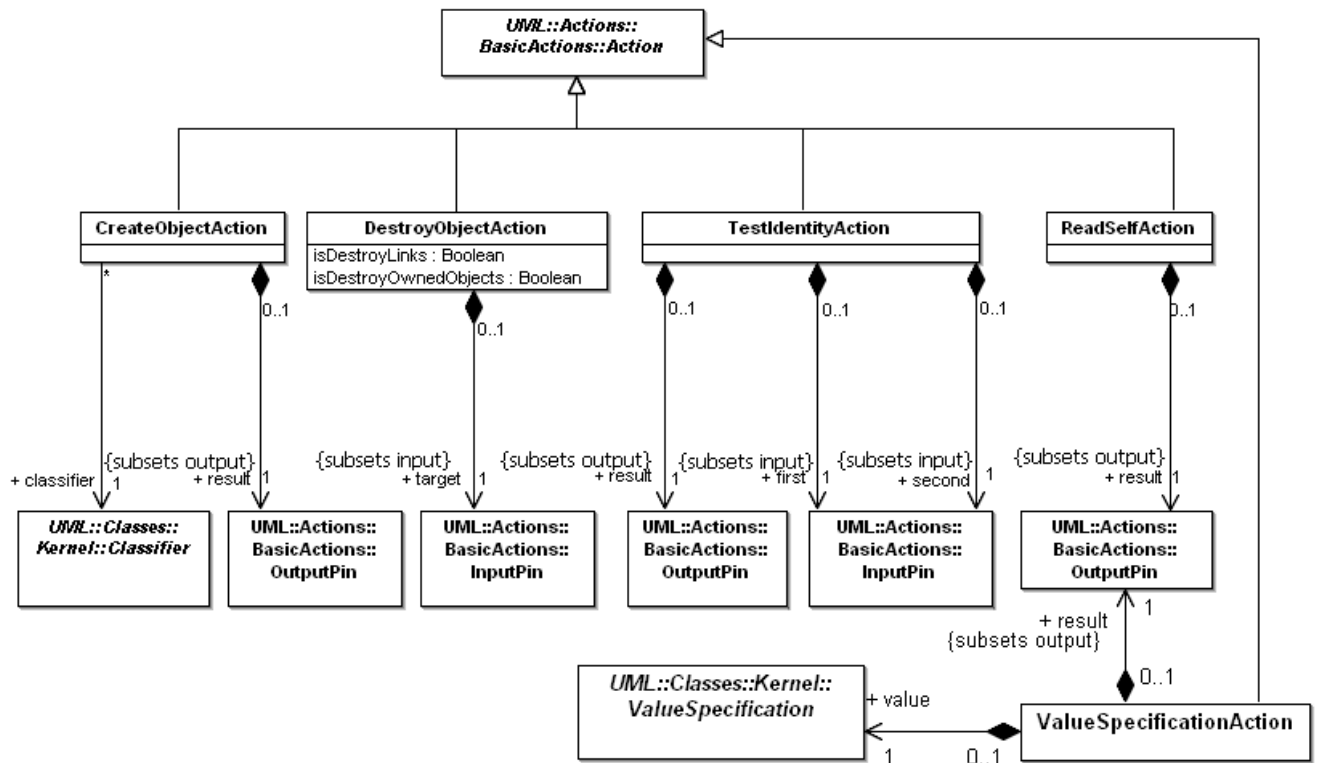 UML::Actions::
BasicActions::Action
CreateObjectAction
DestroyObjectAction
isDestroyLinks : Boolean
isDestroyOwnedObjects : Boolean
TestIdentityAction
ReadSelfAction
*
0..1
0..1
0..1
0..1
0..1
0..1
+ classifier
1
{subsets output}
+ result
1
{subsets input}
+ target
1
{subsets output}
+ result
1
{subsets input}
+ first
1
{subsets input}
+ second
1
{subsets output}
+ result
1
UML::Classes::
Kernel::Classifier
UML::Actions::
BasicActions::
OutputPin
UML::Actions::
BasicActions::
InputPin
UML::Actions::
BasicActions::
OutputPin
UML::Actions::
BasicActions::
InputPin
UML::Actions::
BasicActions::
OutputPin
1
+ result
{subsets output}
0..1
UML::Classes::Kernel::
ValueSpecification
+ value
1
0..1
ValueSpecificationAction